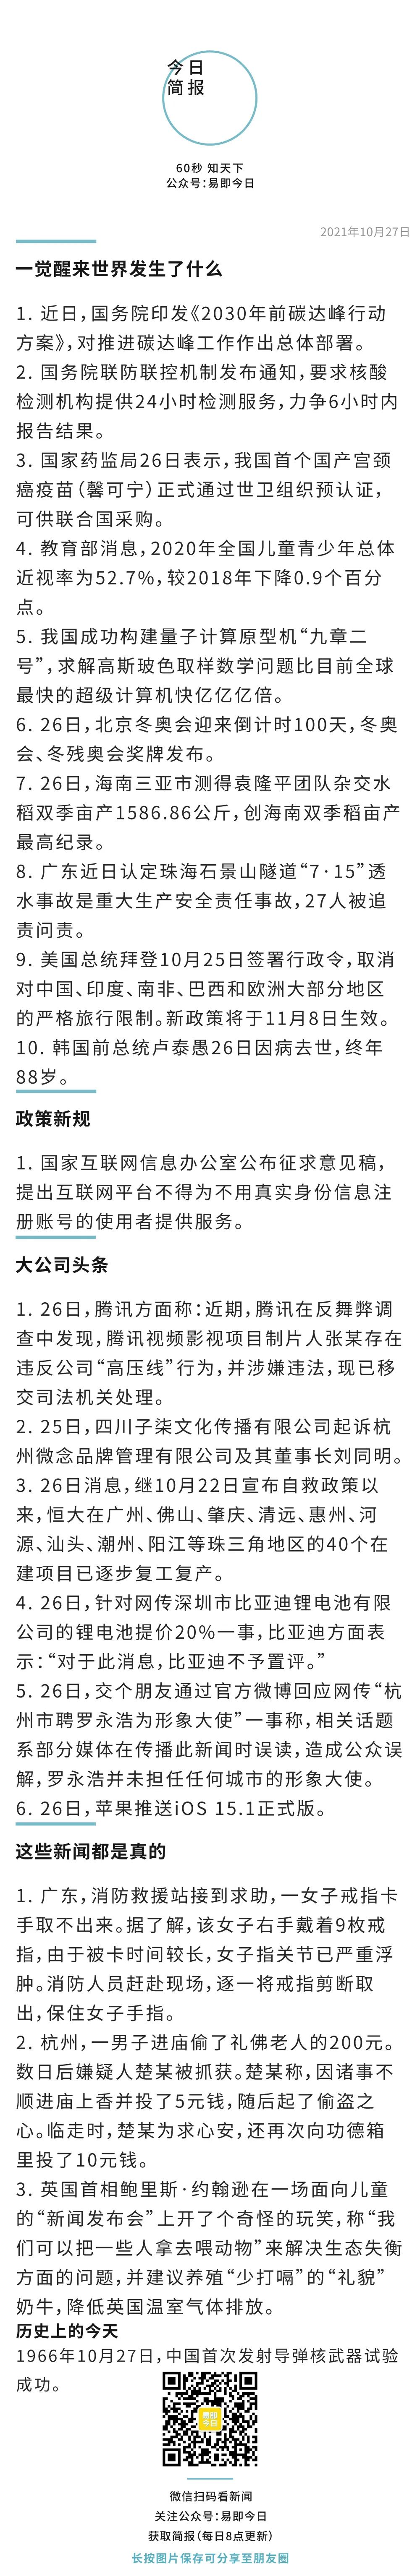 今日
简报
60秒 知天下
公众号：易即今日
2021年10月27日
一觉醒来世界发生了什么
1. 近日，国务院印发《2030年前碳达峰行动
方案》，对推进碳达峰工作作出总体部署。
2. 国务院联防联控机制发布通知，要求核酸
检测机构提供24小时检测服务，力争6小时内
报告结果。
3. 国家药监局26日表示，我国首个国产宫颈
癌疫苗（馨可宁）正式通过世卫组织预认证，
可供联合国采购。
4. 教育部消息，2020年全国儿童青少年总体
近视率为52.7%，较2018年下降0.9个百分
点。
5. 我国成功构建量子计算原型机“九章二
号”，求解高斯玻色取样数学问题比目前全球
最快的超级计算机快亿亿亿倍。
6. 26日，北京冬奥会迎来倒计时100天，冬奥
会、冬残奥会奖牌发布。
7. 26日，海南三亚市测得袁隆平团队杂交水
稻双季亩产1586.86公斤，创海南双季稻亩产
最高纪录。
8. 广东近日认定珠海石景山隧道“7·15”透
水事故是重大生产安全责任事故，27人被追
责问责。
9. 美国总统拜登10月25日签署行政令，取消
对中国、印度、南非、巴西和欧洲大部分地区
的严格旅行限制。新政策将于11月8日生效。
10. 韩国前总统卢泰愚26日因病去世，终年
88岁。
政策新规
1. 国家互联网信息办公室公布征求意见稿，
提出互联网平台不得为不用真实身份信息注
册账号的使用者提供服务。
大公司头条
1. 26日，腾讯方面称：近期，腾讯在反舞弊调
查中发现，腾讯视频影视项目制片人张某存在
违反公司“高压线”行为，并涉嫌违法，现已移
交司法机关处理。
2. 25日，四川子柒文化传播有限公司起诉杭
州微念品牌管理有限公司及其董事长刘同明。
3. 26日消息，继10月22日宣布自救政策以
来，恒大在广州、佛山、肇庆、清远、惠州、河
源、汕头、潮州、阳江等珠三角地区的40个在
建项目已逐步复工复产。
4. 26日，针对网传深圳市比亚迪锂电池有限
公司的锂电池提价20%一事，比亚迪方面表
示：“对于此消息，比亚迪不予置评。”
5. 26日，交个朋友通过官方微博回应网传“杭
州市聘罗永浩为形象大使”一事称，相关话题
系部分媒体在传播此新闻时误读，造成公众误
解，罗永浩并未担任任何城市的形象大使。
6. 26日，苹果推送iOS 15.1正式版。
这些新闻都是真的
1. 广东，消防救援站接到求助，一女子戒指卡
手取不出来。据了解，该女子右手戴着9枚戒
指，由于被卡时间较长，女子指关节已严重浮
肿。消防人员赶赴现场，逐一将戒指剪断取
出，保住女子手指。
2. 杭州，一男子进庙偷了礼佛老人的200元。
数日后嫌疑人楚某被抓获。楚某称，因诸事不
顺进庙上香并投了5元钱，随后起了偷盗之
心。临走时，楚某为求心安，还再次向功德箱
里投了10元钱。
3. 英国首相鲍里斯·约翰逊在一场面向儿童
的“新闻发布会”上开了个奇怪的玩笑，称“我
们可以把一些人拿去喂动物”来解决生态失衡
方面的问题，并建议养殖“少打嗝”的“礼貌”
奶牛，降低英国温室气体排放。
历史上的今天
1966年10月27日，中国首次发射导弹核武器试验
成功。
易即
今日
微信扫码看新闻
关注公众号：易即今日
获取简报（每日8点更新）
长按图片保存可分享至朋友圈